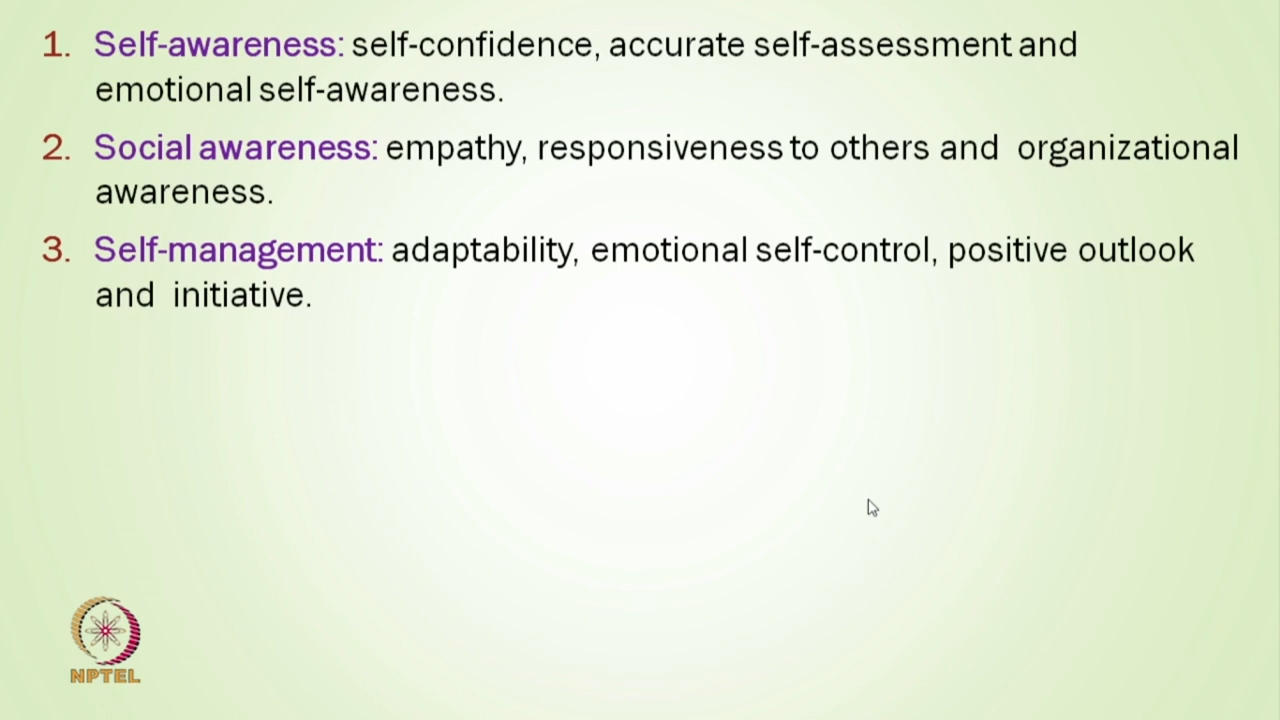 1. Self-awareness: self-confidence, accurate self-assessment and
emotional self-awareness.
2. Social awareness: empathy, responsiveness to others and organizational
awareness.
3. Self-management: adaptability, emotional self-control, positive outlook
and initiative.
NPTEL